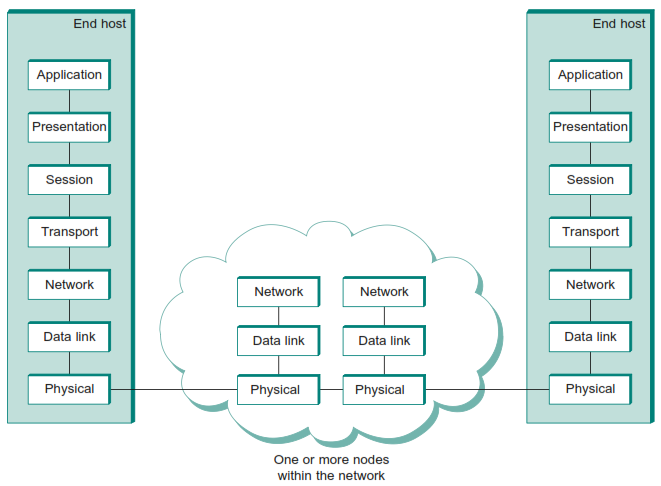 End host
Application
Presentation
Session
Transport
Network
Data link
Physical
Network
Data link
Physical
Network
Data link
Physical
One or more nodes
within the network
End host
Application
Presentation
Session
Transport
Network
Data link
Physical